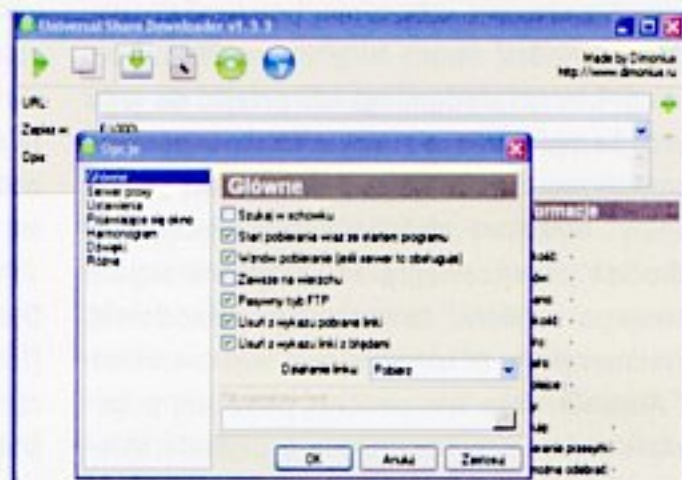 Universal Share Downloader v1.3.3
Made by Dimonius
http://www.dimonius.ru
URL:
Zapisz w:
Opis
Opcje
Główne
Serwer proxy
Ustawienia
Pojawiające się okno
Harmonogram
Dźwięki
Różne
Główne
Szukaj w schowku
Start pobierania wraz ze startem programu
Wznów pobieranie (jeśli serwer to obsługuje)
Zawsze na wierzchu
Pasywny tryb FTP
Usuń z wykazu pobrane linki
Usuń z wykazu linki z błędami
Działanie linku: Pobierz
OK Anuluj Zastosuj